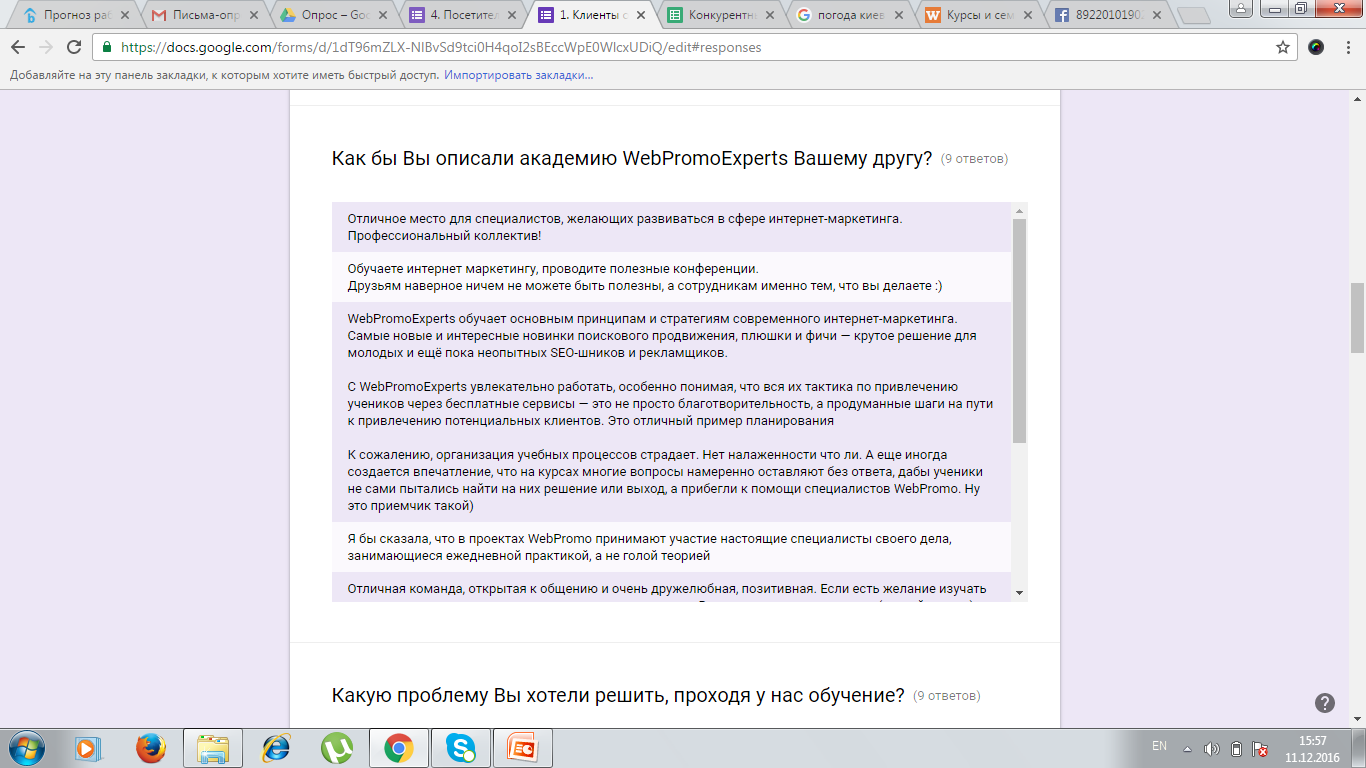 Прогноз раб
Письма-опр
Опрос – Goo
4. Посетител
1. Клиенты с
Конкурентн
погода киев
Курсы и сем
89220101902
https://docs.google.com/forms/d/1dT96mZLX-NIBvSd9tci0H4qoI2sBEccWpE0WlcxUDiQ/edit#responses
Добавляйте на эту панель закладки, к которым хотите иметь быстрый доступ. Импортировать закладки...
Как бы Вы описали академию WebPromoExperts Вашему другу? (9 ответов)
Отличное место для специалистов, желающих развиваться в сфере интернет-маркетинга.
Профессиональный коллектив!
Обучаете интернет маркетингу, проводите полезные конференции.
Друзьям наверное ничем не можете быть полезны, а сотрудникам именно тем, что вы делаете :)
WebPromoExperts обучает основным принципам и стратегиям современного интернет-маркетинга.
Самые новые и интересные новинки поискового продвижения, плюшки и фичи — крутое решение для
молодых и ещё пока неопытных SEO-шников и рекламщиков.
С WebPromoExperts увлекательно работать, особенно понимая, что вся их тактика по привлечению
учеников через бесплатные сервисы — это не просто благотворительность, а продуманные шаги на пути
к привлечению потенциальных клиентов. Это отличный пример планирования
К сожалению, организация учебных процессов страдает. Нет налаженности что ли. А еще иногда
создается впечатление, что на курсах многие вопросы намеренно оставляют без ответа, дабы ученики
не сами пытались найти на них решение или выход, а прибегли к помощи специалистов WebPromo. Ну
это приемчик такой)
Я бы сказала, что в проектах WebPromo принимают участие настоящие специалисты своего дела,
занимающиеся ежедневной практикой, а не голой теорией
Отличная команда, открытая к общению и очень дружелюбная, позитивная. Если есть желание изучать
Какую проблему Вы хотели решить, проходя у нас обучение? (9 ответов)
EN
15:57
11.12.2016